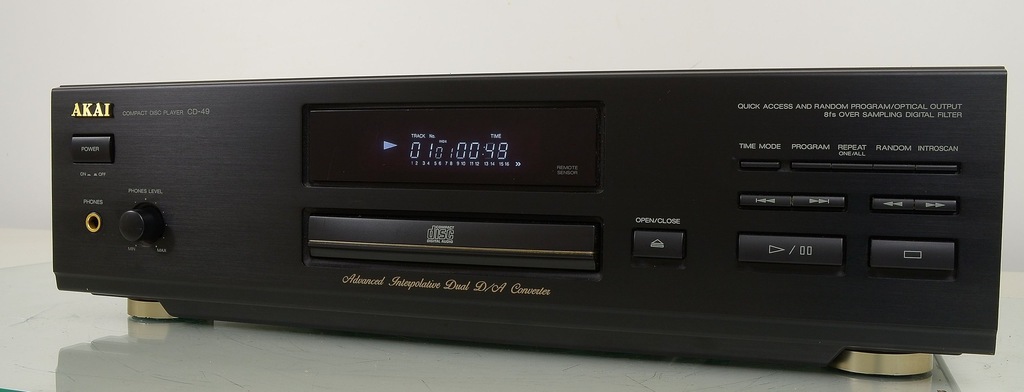 AKAI COMPACT DISC PLAYER CD-49
POWER
ON OFF
PHONES LEVEL
PHONES
MIN MAX
TRACK No. INDEX TIME
01 01 00:48
1 2 3 4 5 6 7 8 9 10 11 12 13 14 15 16 »
REMOTE
SENSOR
COMPACT
disc
DIGITAL AUDIO
Advanced Interpolative Dual D/A Converter
OPEN/CLOSE
QUICK ACCESS AND RANDOM PROGRAM/OPTICAL OUTPUT
8fs OVER SAMPLING DIGITAL FILTER
TIME MODE PROGRAM REPEAT RANDOM INTROSCAN
ONE/ALL